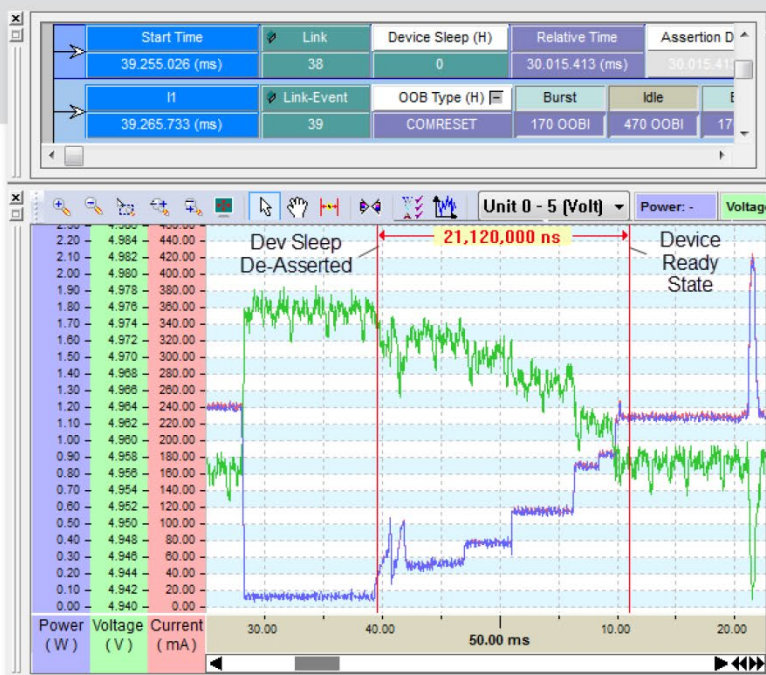 Start Time Link Device Sleep (H) Relative Time Assertion D
39.255.026 (ms) 38 0 30.015.413 (ms) 30.015.41
I1 Link-Event OOB Type (H) Burst Idle
39.265.733 (ms) 39 COMRESET 170 OOBI 470 OOBI 17
Unit 0 - 5 (Volt) Power: - Voltag
Dev Sleep
De-Asserted
21,120,000 ns
Device
Ready
State
2.20 4.984 440.00
2.10 4.982 420.00
2.00 4.980 400.00
1.90 4.978 380.00
1.80 4.976 360.00
1.70 4.974 340.00
1.60 4.972 320.00
1.50 4.970 300.00
1.40 4.968 280.00
1.30 4.966 260.00
1.20 4.964 240.00
1.10 4.962 220.00
1.00 4.960 200.00
0.90 4.958 180.00
0.80 4.956 160.00
0.70 4.954 140.00
0.60 4.952 120.00
0.50 4.950 100.00
0.40 4.948 80.00
0.30 4.946 60.00
0.20 4.944 40.00
0.10 4.942 20.00
0.00 4.940 0.00
Power Voltage Current
(W) (V) (mA)
30.00 40.00 50.00 ms 10.00 20.00